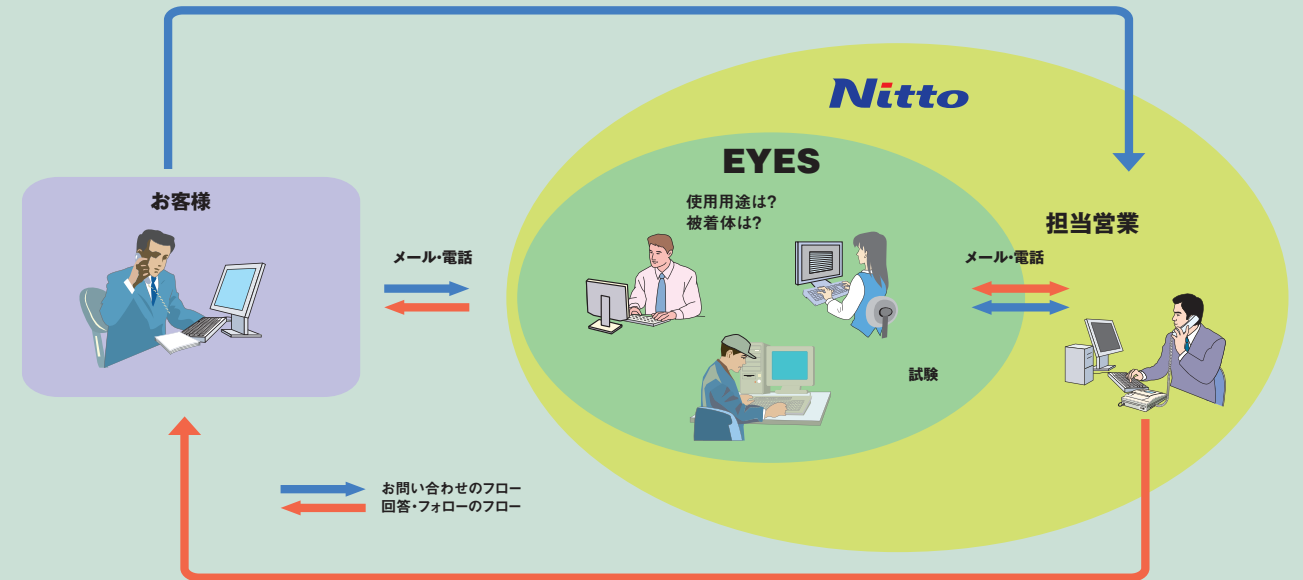 Nitto
EYES
お客様
使用用途は?
被着体は?
担当営業
メール・電話
メール・電話
試験
お問い合わせのフロー
回答・フォローのフロー